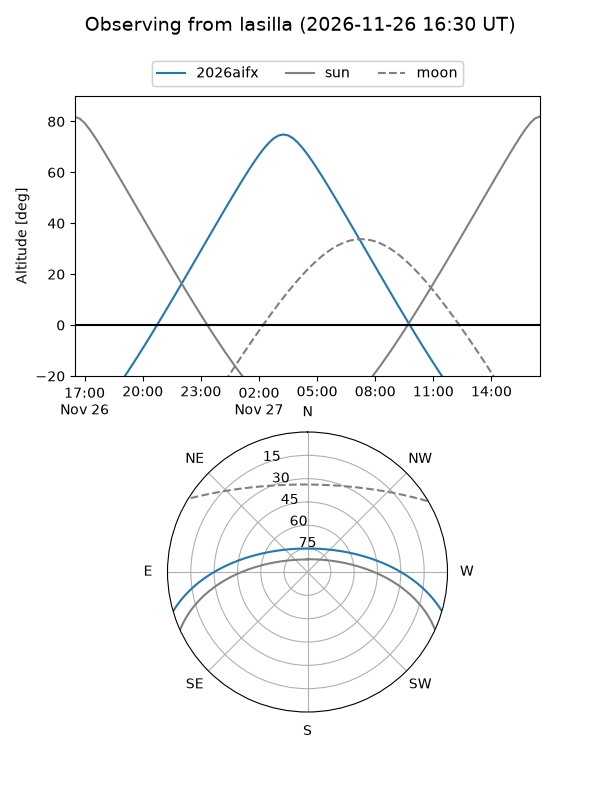 Observing from lasilla (2026-11-26 16:30 UT)
2026aifx sun moon
Altitude [deg]
80
60
40
20
0
−20
17:00 20:00 23:00 02:00 05:00 08:00 11:00 14:00
Nov 26 Nov 27
N
NE NW
15
30
45
60
75
E W
SE SW
S